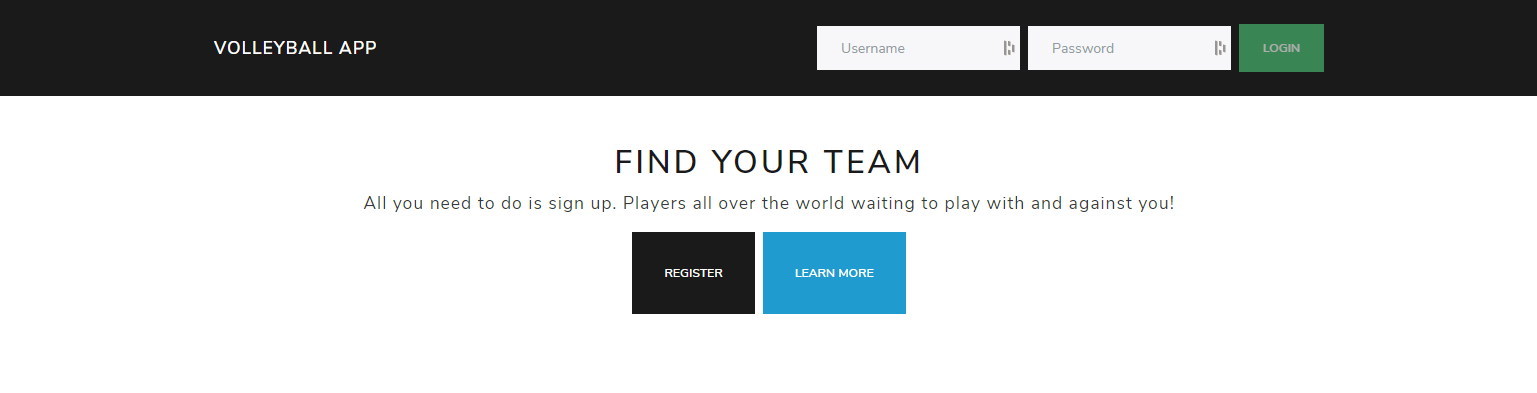 VOLLEYBALL APP
Username
Password
LOGIN
FIND YOUR TEAM
All you need to do is sign up. Players all over the world waiting to play with and against you!
REGISTER
LEARN MORE